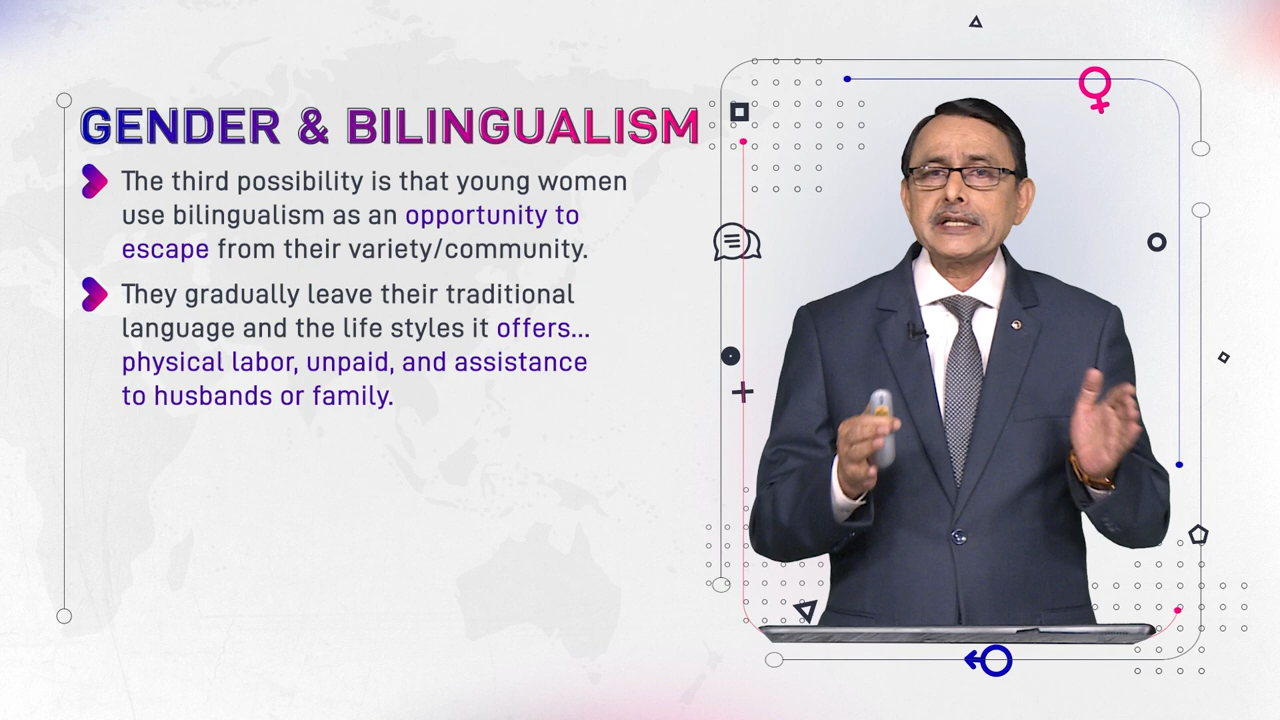 GENDER & BILINGUALISM
The third possibility is that young women
use bilingualism as an opportunity to
escape from their variety/community.
They gradually leave their traditional
language and the life styles it offers...
physical labor, unpaid, and assistance
to husbands or family.